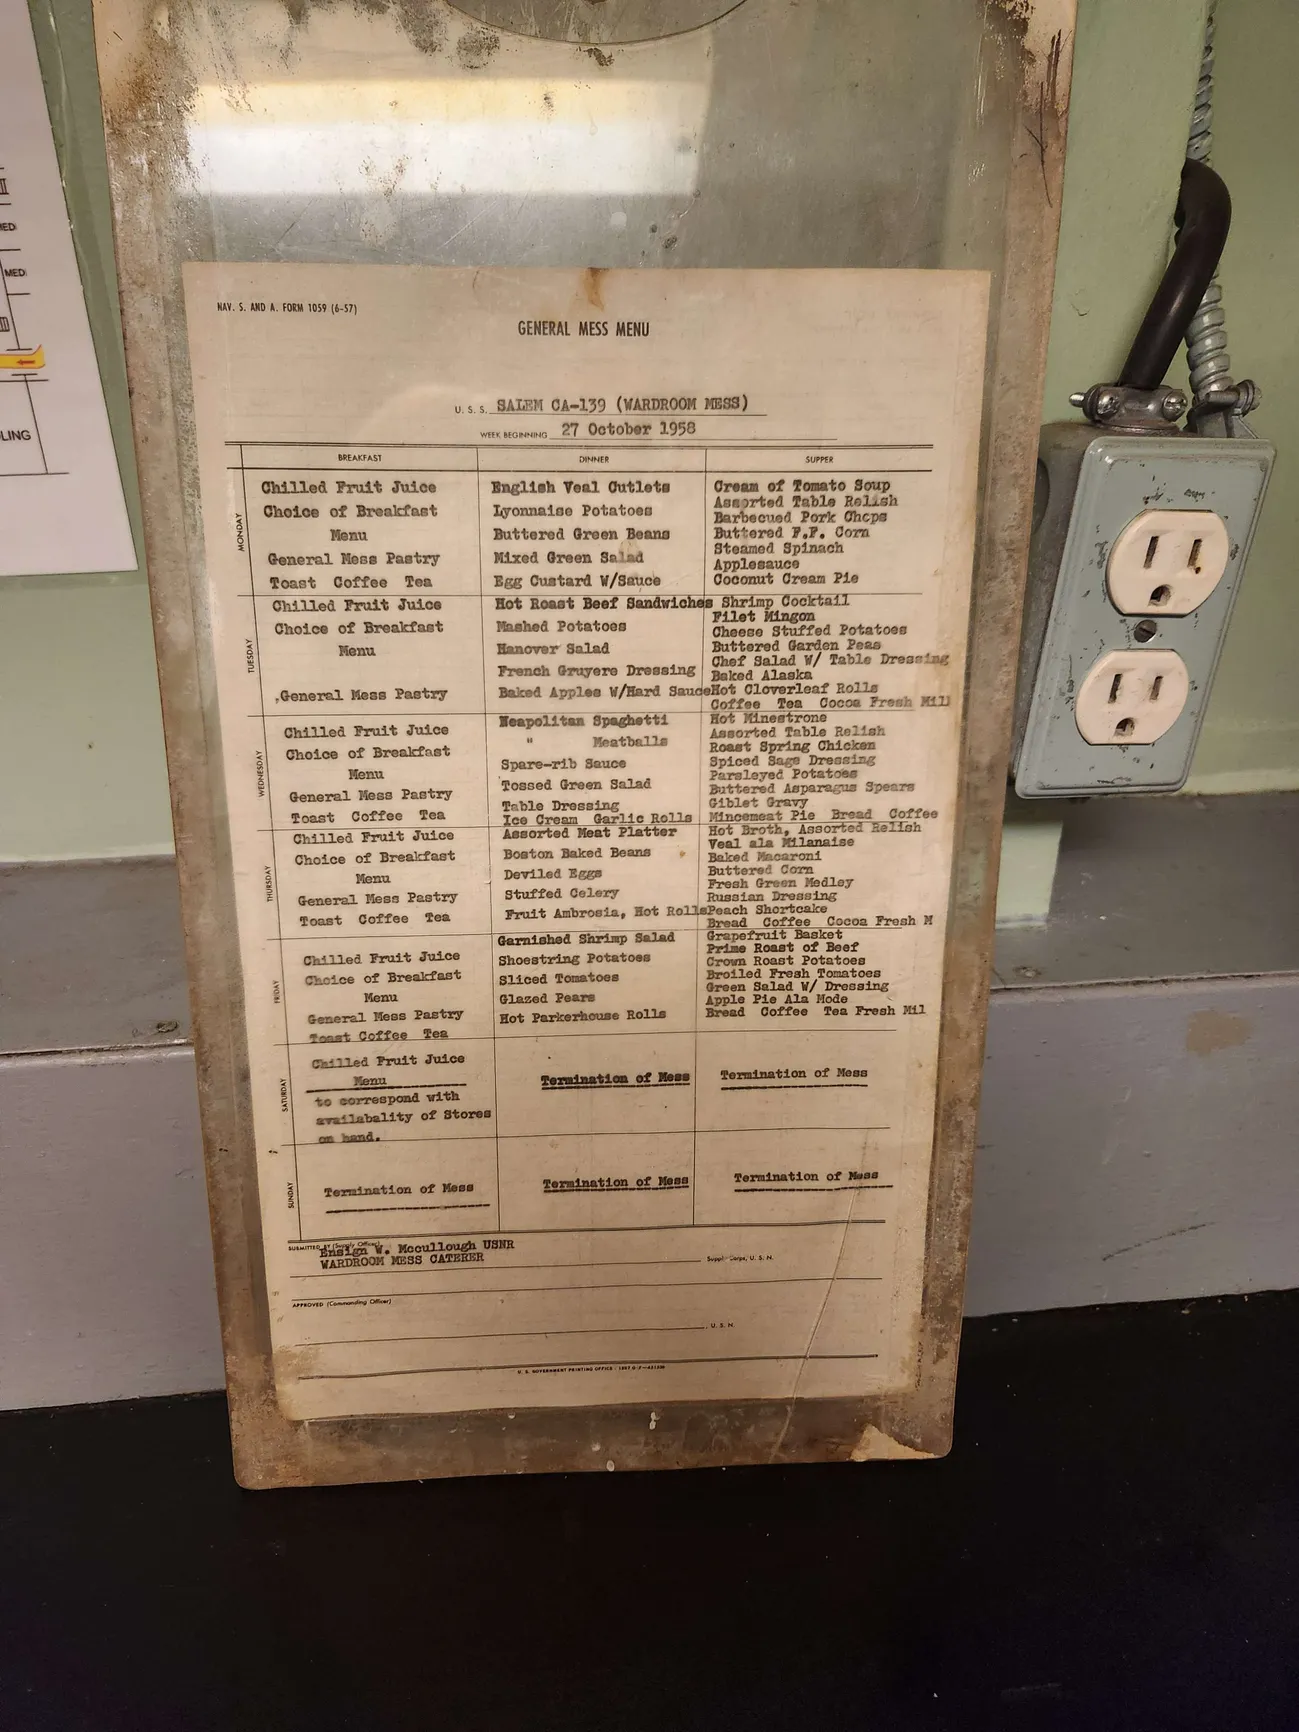 II
MED
MED
LING
NAV. S. AND A. FORM 1059 (6-57)
GENERAL MESS MENU
U. S. S. SALEM CA-139 (WARDROOM MESS)
WEEK BEGINNING 27 October 1958
BREAKFAST DINNER SUPPER
MONDAY
Chilled Fruit Juice
Choice of Breakfast
Menu
General Mess Pastry
Toast Coffee Tea
English Veal Cutlets
Lyonnaise Potatoes
Buttered Green Beans
Mixed Green Salad
Egg Custard W/Sauce
Cream of Tomato Soup
Assorted Table Relish
Barbecued Pork Chops
Buttered F.F. Corn
Steamed Spinach
Applesauce
Coconut Cream Pie
TUESDAY
Chilled Fruit Juice
Choice of Breakfast
Menu
General Mess Pastry
Hot Roast Beef Sandwiches
Mashed Potatoes
Hanover Salad
French Gruyere Dressing
Baked Apples W/Hard Sauce
Shrimp Cocktail
Filet Mingon
Cheese Stuffed Potatoes
Buttered Garden Peas
Chef Salad W/ Table Dressing
Baked Alaska
Hot Cloverleaf Rolls
Coffee Tea Cocoa Fresh Mil
WEDNESDAY
Chilled Fruit Juice
Choice of Breakfast
Menu
General Mess Pastry
Toast Coffee Tea
Neapolitan Spaghetti
" Meatballs
Spare-rib Sauce
Tossed Green Salad
Table Dressing
Ice Cream Garlic Rolls
Hot Minestrone
Assorted Table Relish
Roast Spring Chicken
Spiced Sage Dressing
Parsleyed Potatoes
Buttered Asparagus Spears
Giblet Gravy
Mincemeat Pie Bread Coffee
THURSDAY
Chilled Fruit Juice
Choice of Breakfast
Menu
General Mess Pastry
Toast Coffee Tea
Assorted Meat Platter
Boston Baked Beans
Deviled Eggs
Stuffed Celery
Fruit Ambrosia, Hot Rolls
Hot Broth, Assorted Relish
Veal ala Milanaise
Baked Macaroni
Buttered Corn
Fresh Green Medley
Russian Dressing
Peach Shortcake
Bread Coffee Cocoa Fresh M
FRIDAY
Chilled Fruit Juice
Choice of Breakfast
Menu
General Mess Pastry
Toast Coffee Tea
Garnished Shrimp Salad
Shoestring Potatoes
Sliced Tomatoes
Glazed Pears
Hot Parkerhouse Rolls
Grapefruit Basket
Prime Roast of Beef
Crown Roast Potatoes
Broiled Fresh Tomatoes
Green Salad W/ Dressing
Apple Pie Ala Mode
Bread Coffee Tea Fresh Mil
SATURDAY
Chilled Fruit Juice
Menu
to correspond with
availabality of Stores
on hand.
Termination of Mess
Termination of Mess
SUNDAY
Termination of Mess
Termination of Mess
Termination of Mess
SUBMITTED BY (Supply Officer)
Ensign W. Mccullough USNR
WARDROOM MESS CATERER
Supply Corps, U. S. N.
APPROVED (Commanding Officer)
U. S. N.
U. S. GOVERNMENT PRINTING OFFICE